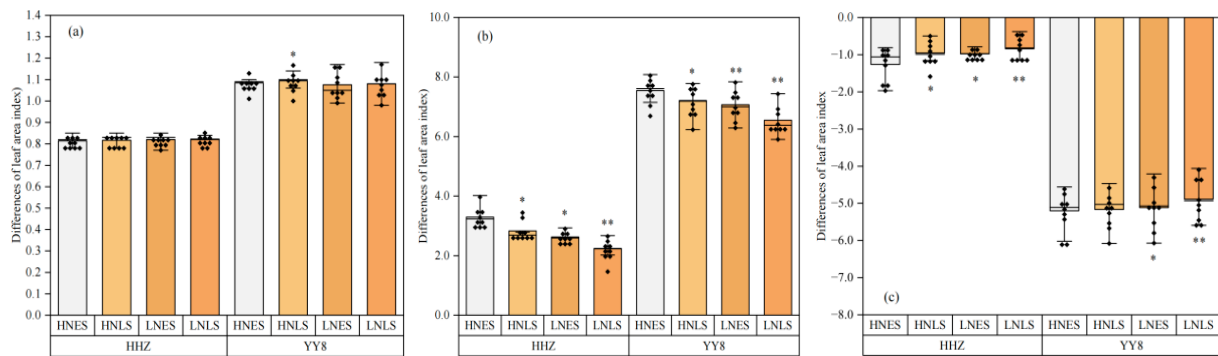 (a)
Differences of leaf area index)
1.4
1.3
1.2
1.1
1.0
0.9
0.8
0.7
0.6
0.5
0.4
0.3
0.2
0.1
0.0
*
HNES HNLS LNES LNLS HNES HNLS LNES LNLS
HHZ YY8
(b)
Differences of leaf area index)
10.0
8.0
6.0
4.0
2.0
0.0
* * ** * ** **
HNES HNLS LNES LNLS HNES HNLS LNES LNLS
HHZ YY8
(c)
Differences of leaf area index)
0.0
−1.0
−2.0
−3.0
−4.0
−5.0
−6.0
−7.0
−8.0
* * ** * **
HNES HNLS LNES LNLS HNES HNLS LNES LNLS
HHZ YY8